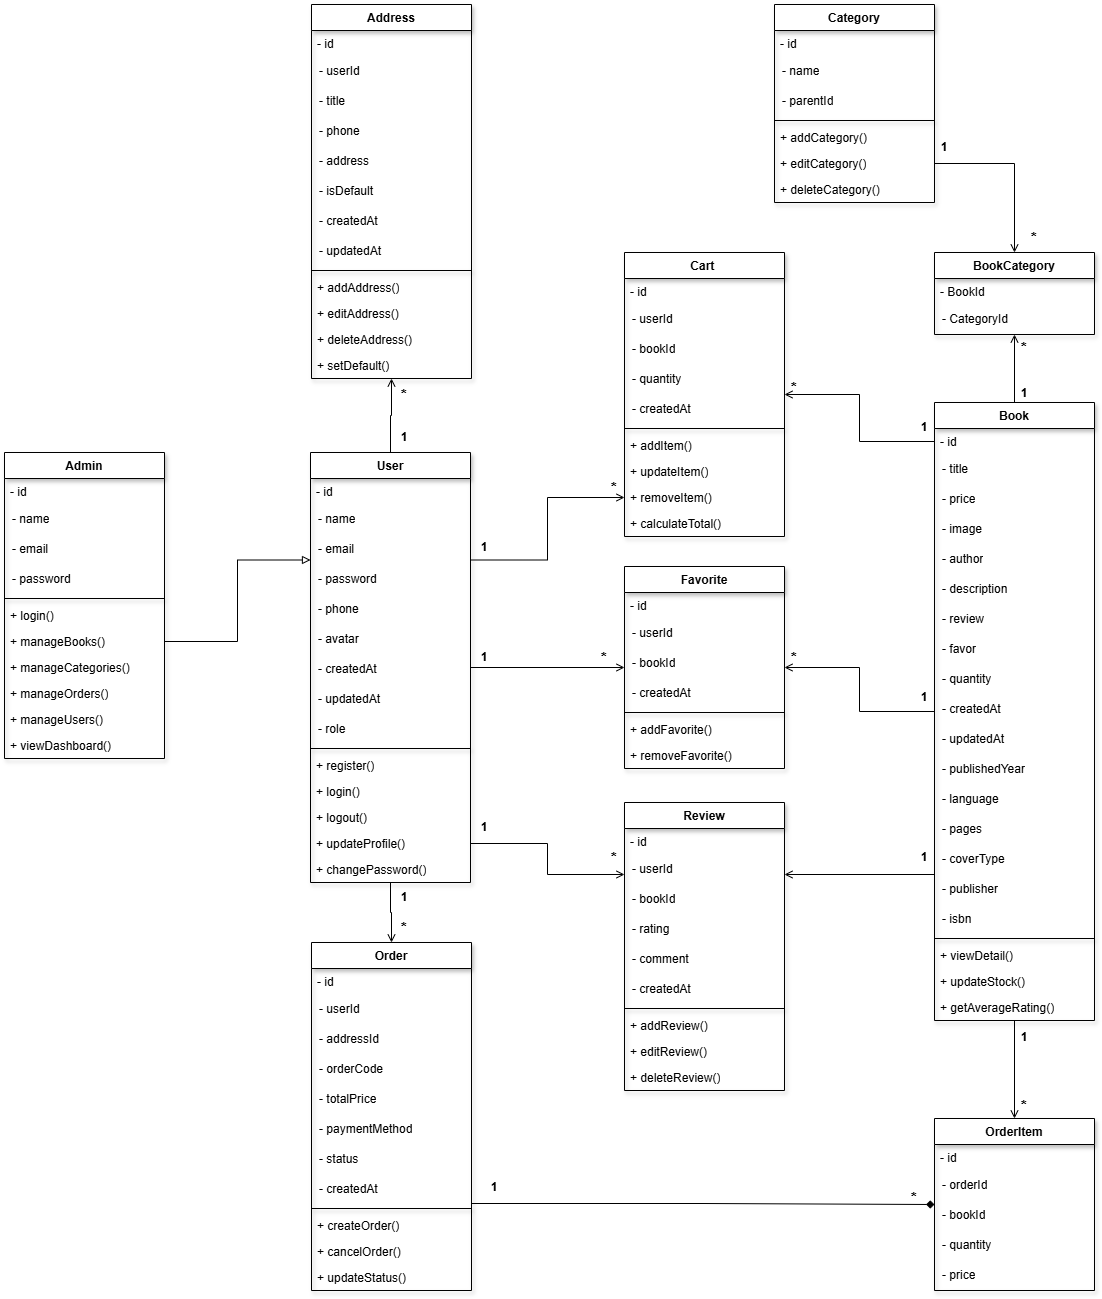 Address
- id
- userId
- title
- phone
- address
- isDefault
- createdAt
- updatedAt
+ addAddress()
+ editAddress()
+ deleteAddress()
+ setDefault()
*
1
Category
- id
- name
- parentId
+ addCategory()
+ editCategory()
+ deleteCategory()
1
*
Cart
- id
- userId
- bookId
- quantity
- createdAt
+ addItem()
+ updateItem()
+ removeItem()
+ calculateTotal()
*
1
BookCategory
- BookId
- CategoryId
*
1
Admin
- id
- name
- email
- password
+ login()
+ manageBooks()
+ manageCategories()
+ manageOrders()
+ manageUsers()
+ viewDashboard()
User
- id
- name
- email
- password
- phone
- avatar
- createdAt
- updatedAt
- role
+ register()
+ login()
+ logout()
+ updateProfile()
+ changePassword()
*
1
1
*
1
*
1
*
Favorite
- id
- userId
- bookId
- createdAt
+ addFavorite()
+ removeFavorite()
*
1
Book
- id
- title
- price
- image
- author
- description
- review
- favor
- quantity
- createdAt
- updatedAt
- publishedYear
- language
- pages
- coverType
- publisher
- isbn
+ viewDetail()
+ updateStock()
+ getAverageRating()
Review
- id
- userId
- bookId
- rating
- comment
- createdAt
+ addReview()
+ editReview()
+ deleteReview()
1
1
*
Order
- id
- userId
- addressId
- orderCode
- totalPrice
- paymentMethod
- status
- createdAt
+ createOrder()
+ cancelOrder()
+ updateStatus()
1
*
OrderItem
- id
- orderId
- bookId
- quantity
- price